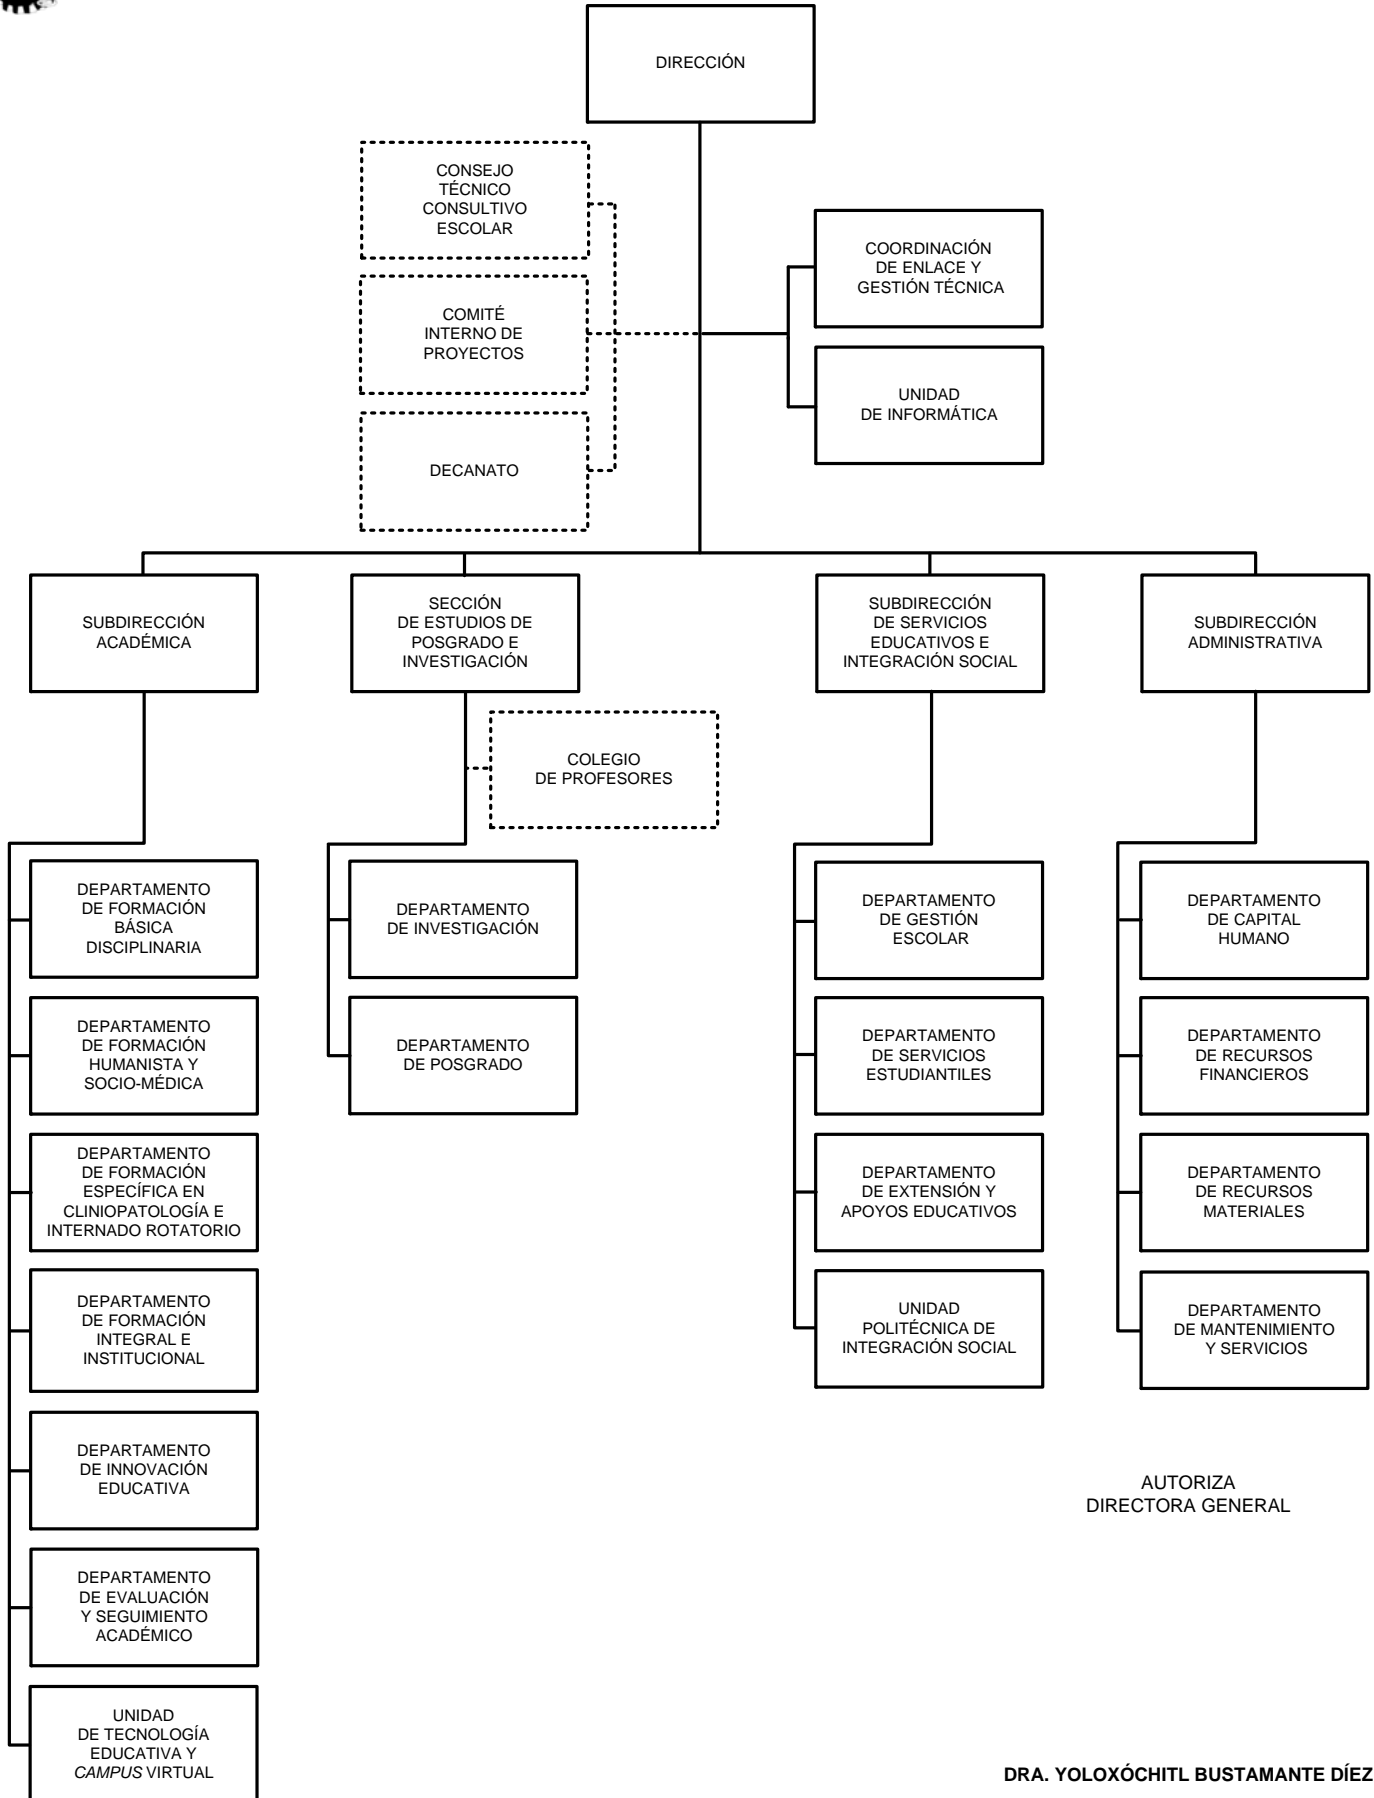 DIRECCIÓN
CONSEJO
TÉCNICO
CONSULTIVO
ESCOLAR
COORDINACIÓN
DE ENLACE Y
GESTIÓN TÉCNICA
COMITÉ
INTERNO DE
PROYECTOS
UNIDAD
DE INFORMÁTICA
DECANATO
SUBDIRECCIÓN
ACADÉMICA
SECCIÓN
DE ESTUDIOS DE
POSGRADO E
INVESTIGACIÓN
SUBDIRECCIÓN
DE SERVICIOS
EDUCATIVOS E
INTEGRACIÓN SOCIAL
SUBDIRECCIÓN
ADMINISTRATIVA
COLEGIO
DE PROFESORES
DEPARTAMENTO
DE FORMACIÓN
BÁSICA
DISCIPLINARIA
DEPARTAMENTO
DE INVESTIGACIÓN
DEPARTAMENTO
DE GESTIÓN
ESCOLAR
DEPARTAMENTO
DE CAPITAL
HUMANO
DEPARTAMENTO
DE FORMACIÓN
HUMANISTA Y
SOCIO-MÉDICA
DEPARTAMENTO
DE POSGRADO
DEPARTAMENTO
DE SERVICIOS
ESTUDIANTILES
DEPARTAMENTO
DE RECURSOS
FINANCIEROS
DEPARTAMENTO
DE FORMACIÓN
ESPECÍFICA EN
CLINIOPATOLOGÍA E
INTERNADO ROTATORIO
DEPARTAMENTO
DE EXTENSIÓN Y
APOYOS EDUCATIVOS
DEPARTAMENTO
DE RECURSOS
MATERIALES
DEPARTAMENTO
DE FORMACIÓN
INTEGRAL E
INSTITUCIONAL
UNIDAD
POLITÉCNICA DE
INTEGRACIÓN SOCIAL
DEPARTAMENTO
DE MANTENIMIENTO
Y SERVICIOS
DEPARTAMENTO
DE INNOVACIÓN
EDUCATIVA
AUTORIZA
DIRECTORA GENERAL
DEPARTAMENTO
DE EVALUACIÓN
Y SEGUIMIENTO
ACADÉMICO
UNIDAD
DE TECNOLOGÍA
EDUCATIVA Y
CAMPUS VIRTUAL
DRA. YOLOXÓCHITL BUSTAMANTE DÍEZ